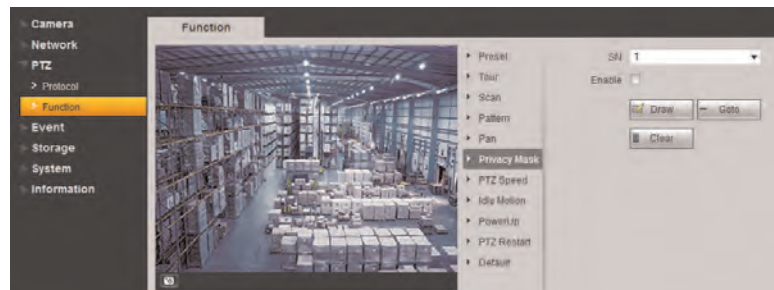 Camera
Network
PTZ
Protocol
Function
Event
Storage
System
Information
Function
Preset
Tour
Scan
Pattern
Pan
Privacy Mask
PTZ Speed
Idle Motion
PowerUp
PTZ Restart
Default
SN 1
Enable
Draw Goto
Clear